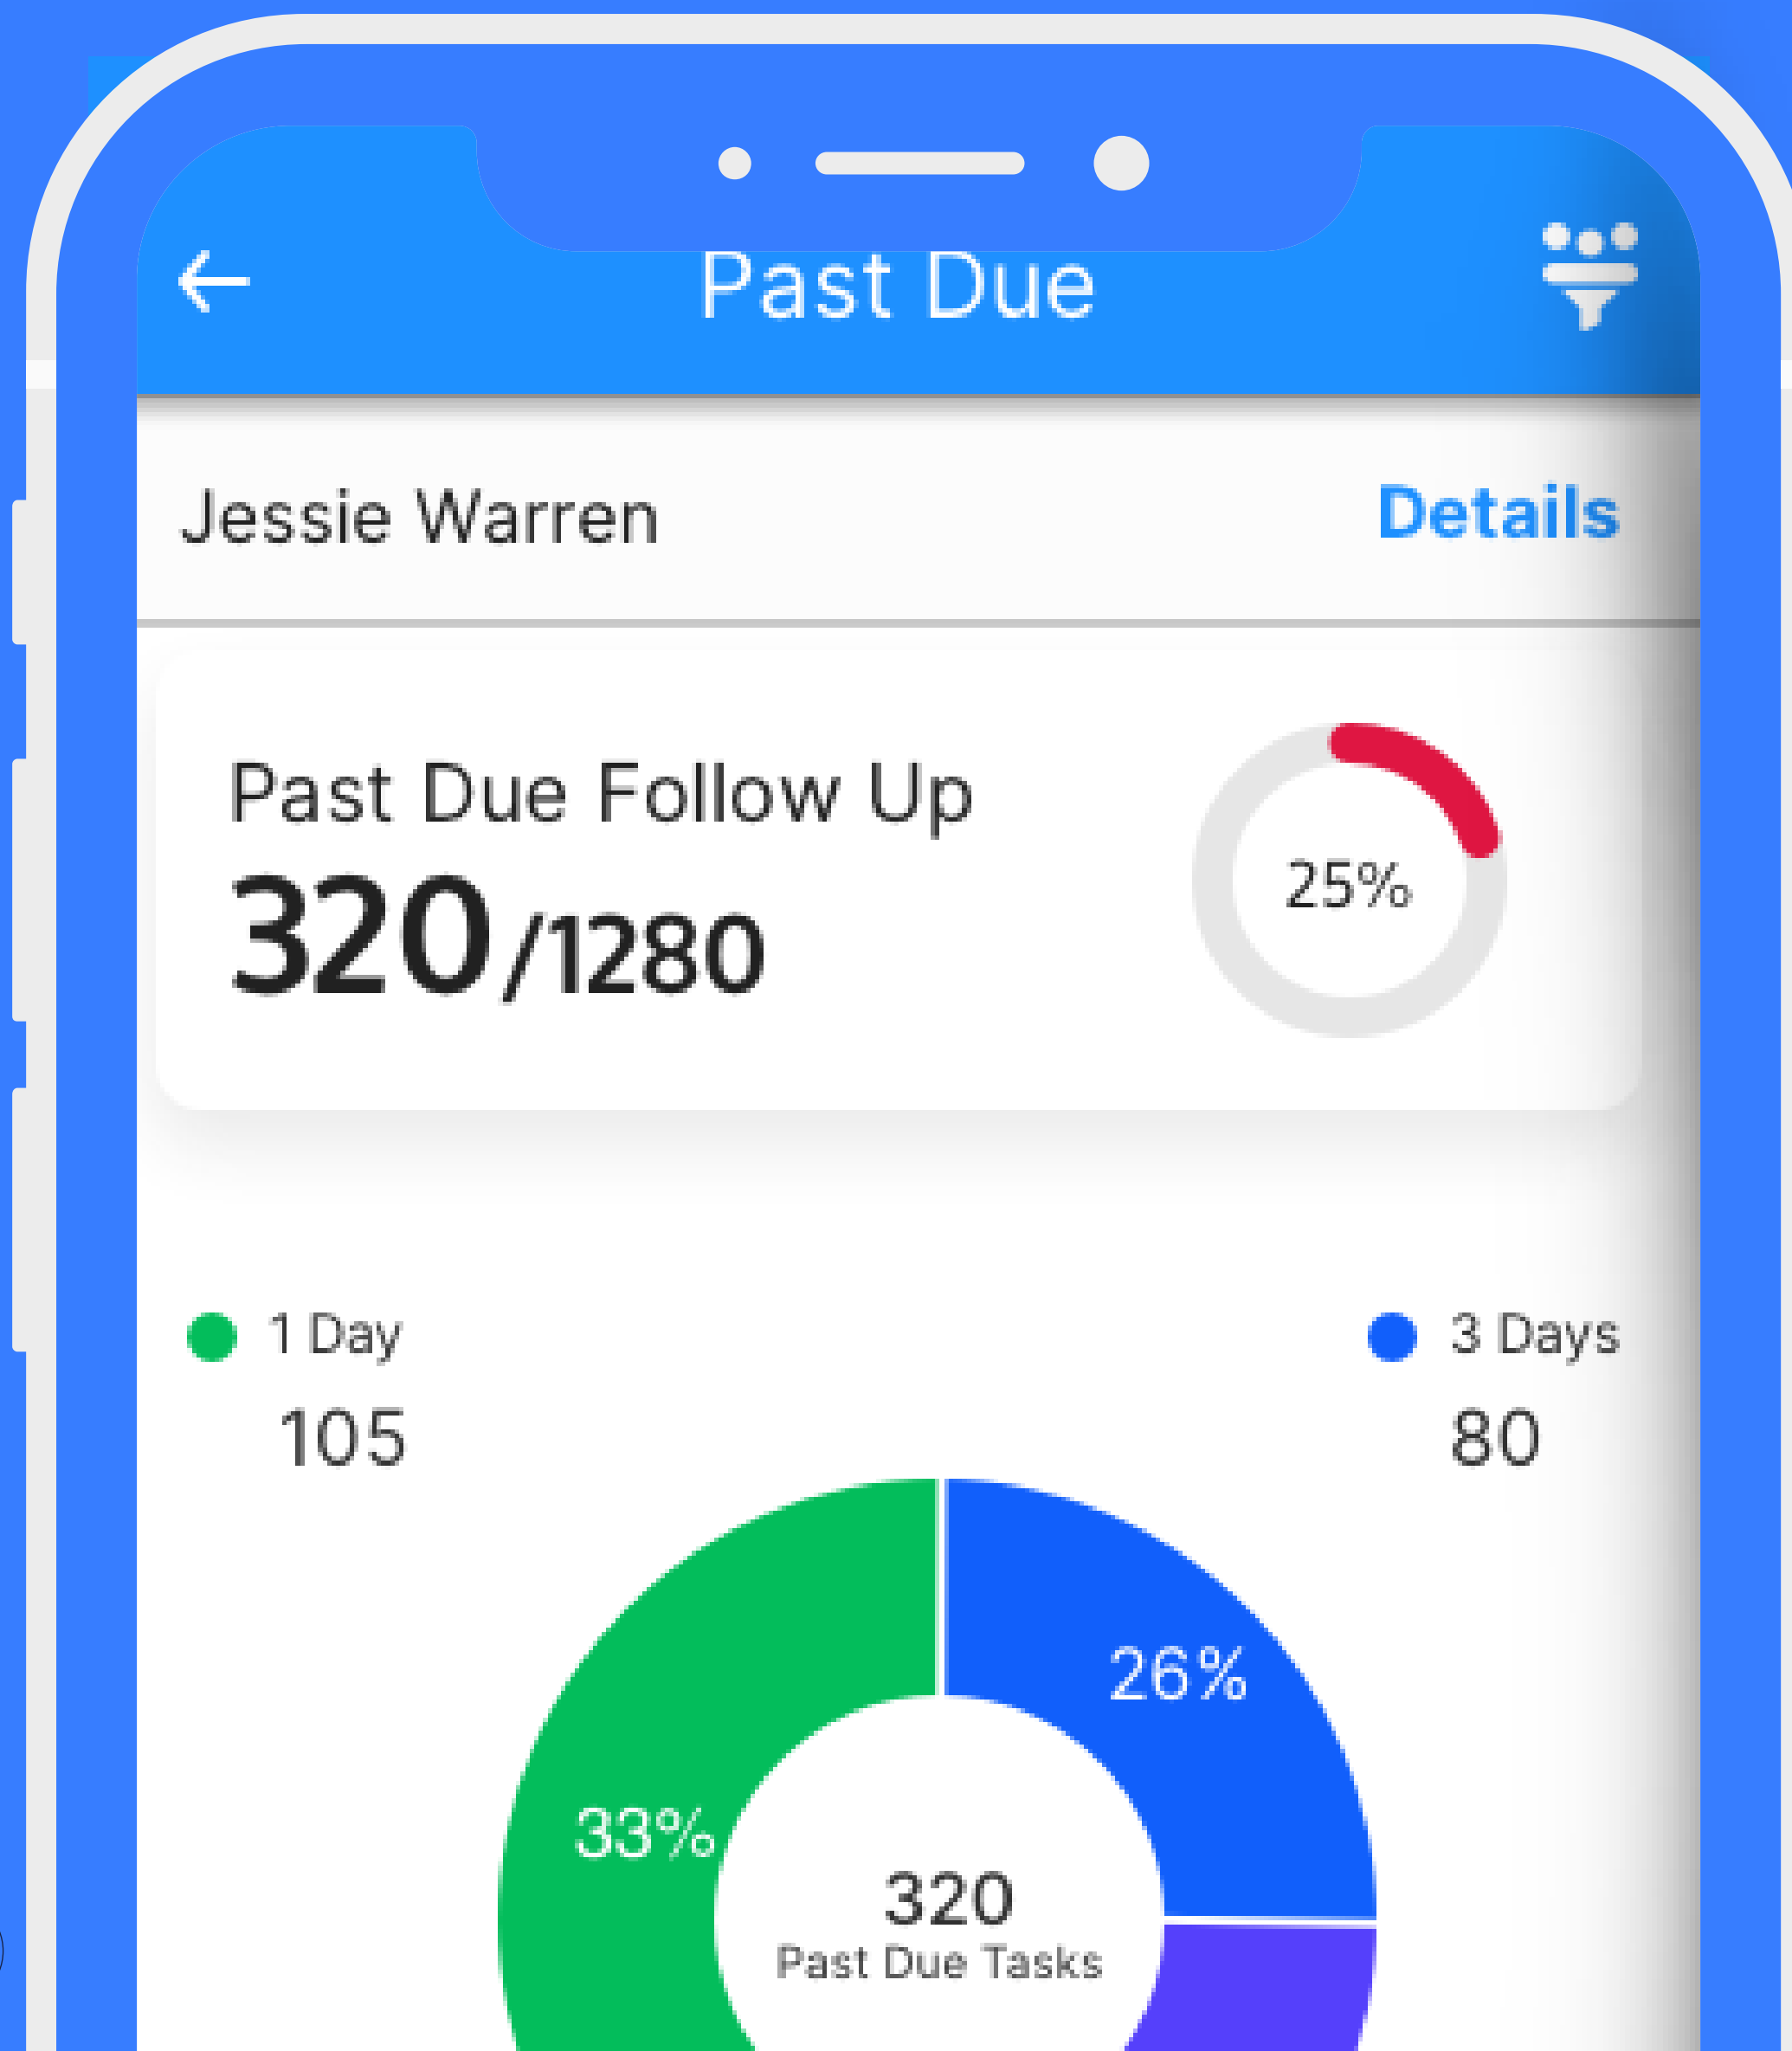 Past Due
Jessie Warren
Details
Past Due Follow Up
320/1280
25%
1 Day
3 Days
105
80
26%
33%
320
Past Due Tasks